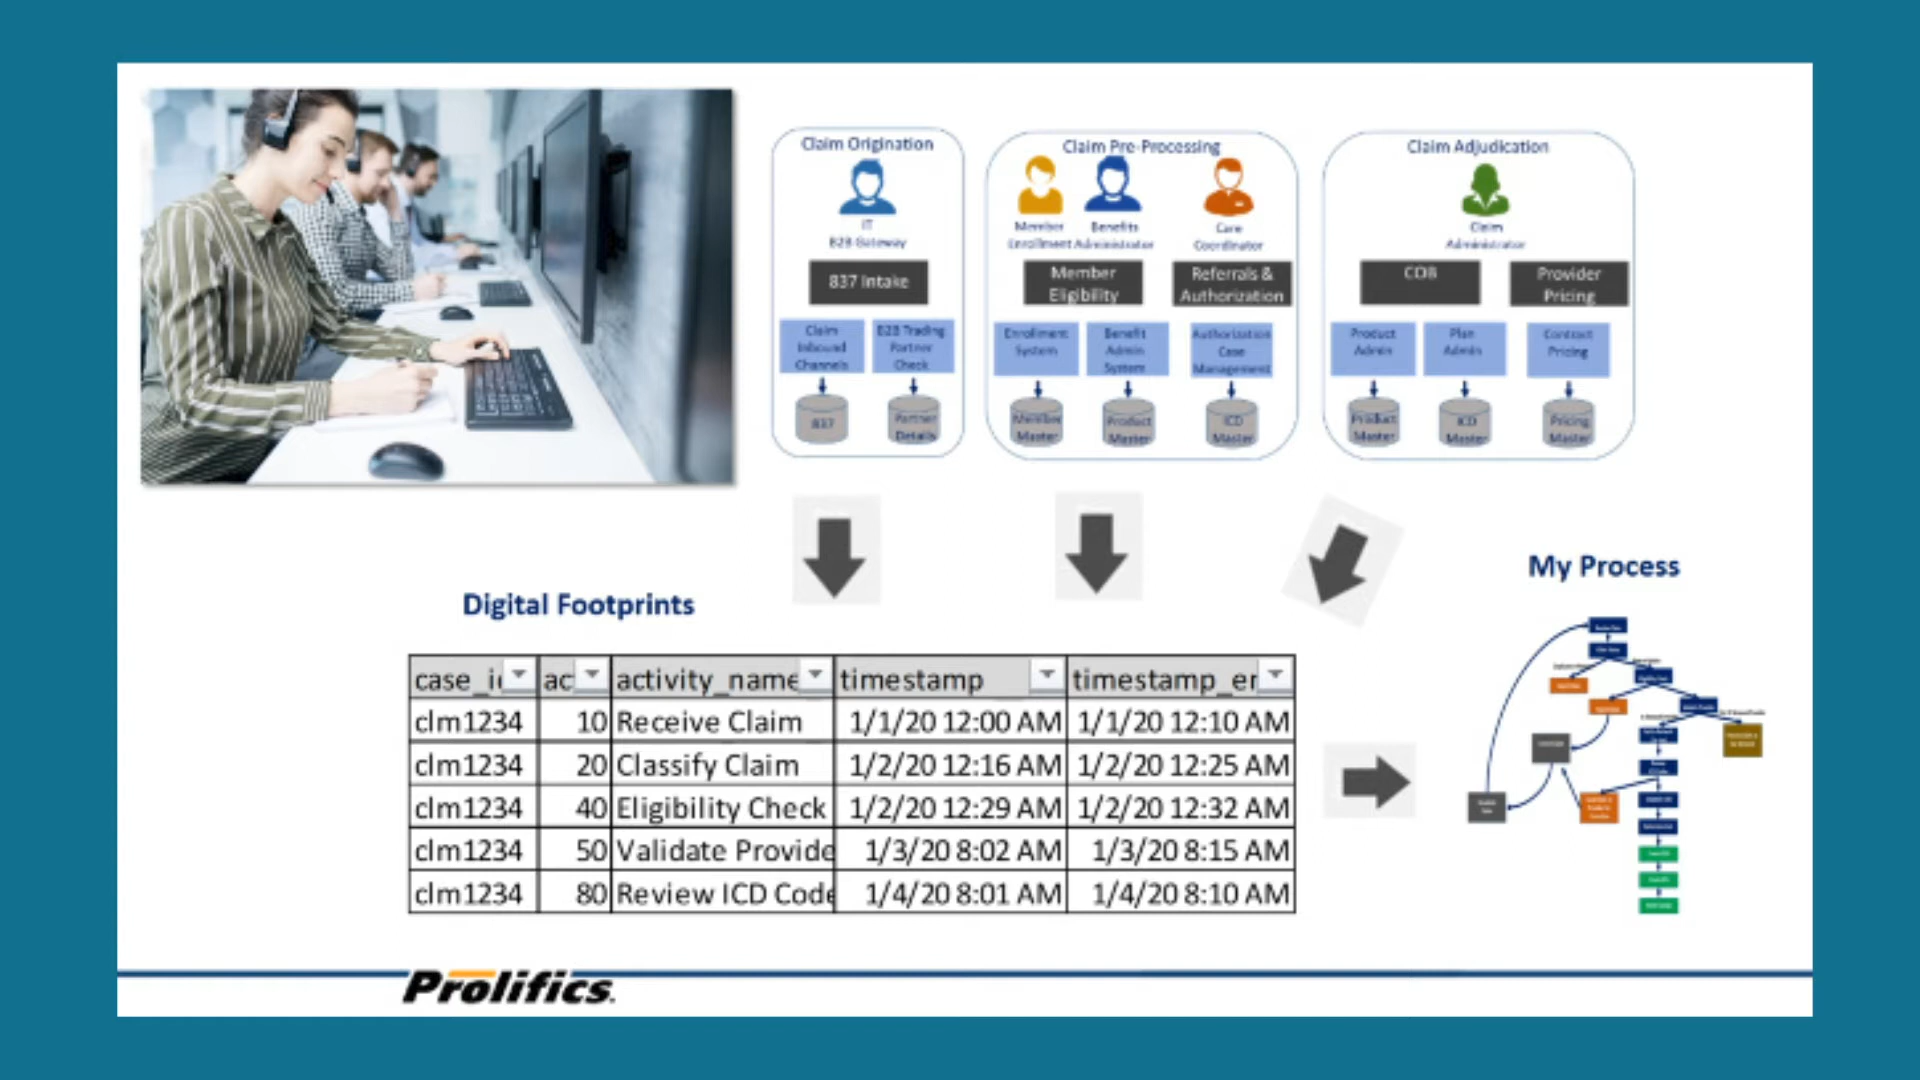 Claim Origination
IT
B2B Gateway
837 Intake
Claim
Inbound
Channels
B2B Trading
Partner
Check
837
Partner
Details
Claim Pre-Processing
Member
Enrollment
Benefits
Administrator
Care
Coordinator
Member
Eligibility
Referrals &
Authorization
Enrollment
System
Benefit
Admin
System
Authorization
Case
Management
Member
Master
Product
Master
ICD
Master
Claim Adjudication
Claim
Administrator
COB
Provider
Pricing
Product
Admin
Plan
Admin
Contract
Pricing
Product
Master
ICD
Master
Pricing
Master
Digital Footprints
case_i ac activity_name timestamp timestamp_er
clm1234 10 Receive Claim 1/1/20 12:00 AM 1/1/20 12:10 AM
clm1234 20 Classify Claim 1/2/20 12:16 AM 1/2/20 12:25 AM
clm1234 40 Eligibility Check 1/2/20 12:29 AM 1/2/20 12:32 AM
clm1234 50 Validate Provide 1/3/20 8:02 AM 1/3/20 8:15 AM
clm1234 80 Review ICD Code 1/4/20 8:01 AM 1/4/20 8:10 AM
My Process
Prolifics.